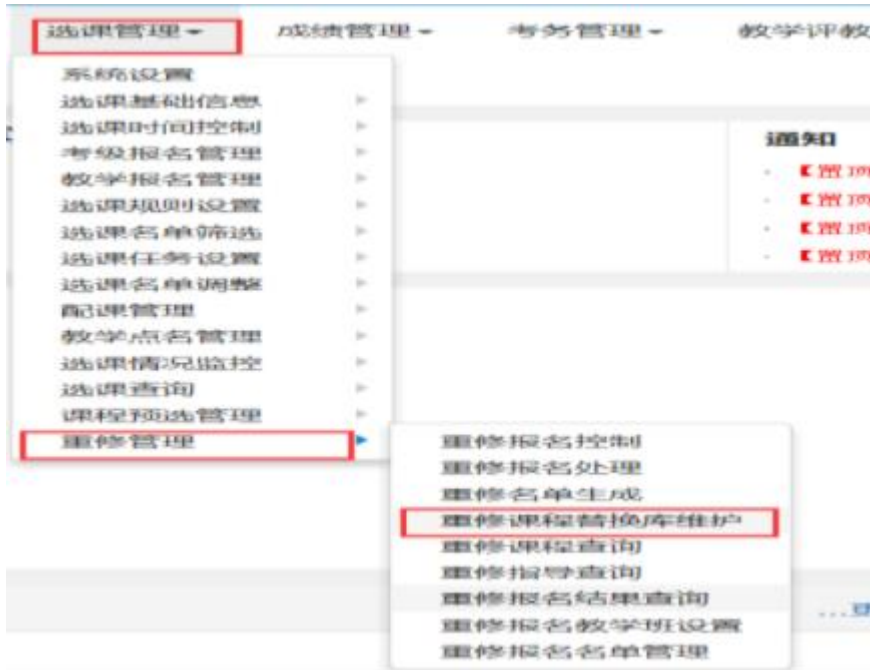 选课管理 成绩管理 考务管理 教学评教
系统设置
选课基础信息
选课时间控制
考级报名管理
教学报名管理
选课规则设置
选课名单筛选
选课任务设置
选课名单调整
配课管理
教学点名管理
选课情况监控
选课查询
课程预选管理
重修管理
通知
【置顶
【置顶
【置顶
【置顶
重修报名控制
重修报名处理
重修名单生成
重修课程替换库维护
重修课程查询
重修指导查询
重修报名结果查询
重修报名教学班设置
重修报名名单管理